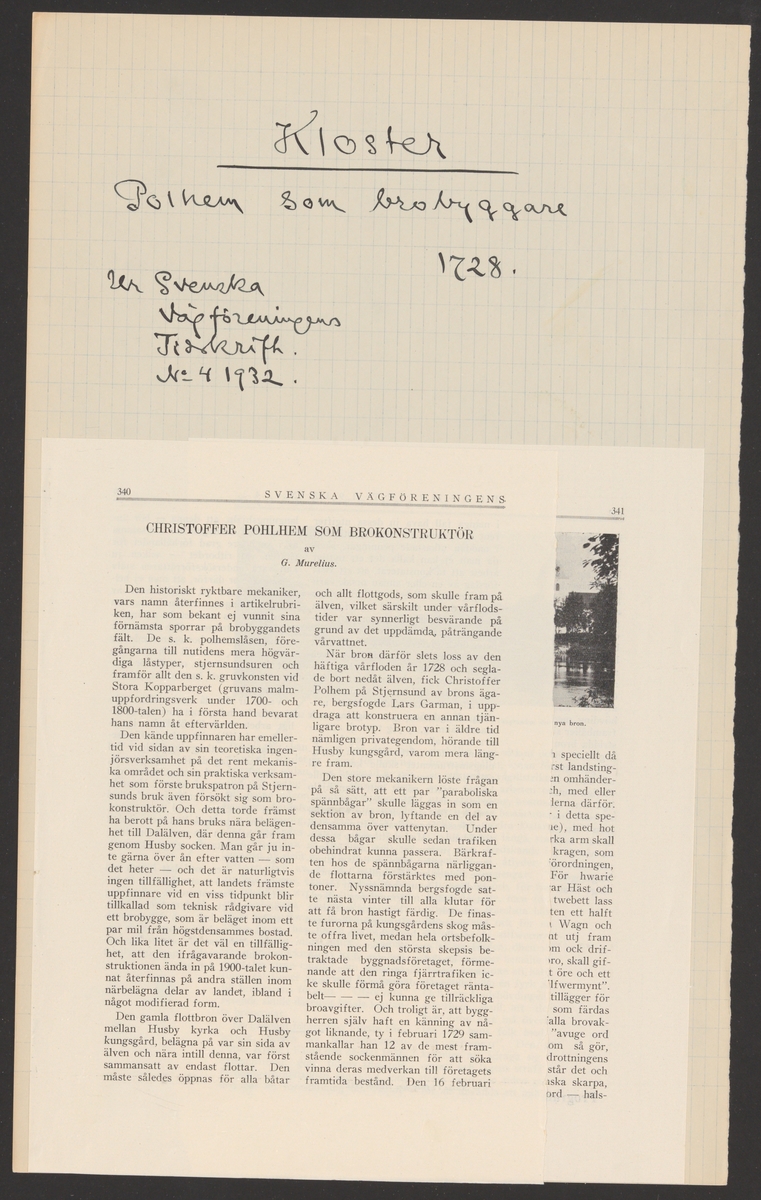 Kloster
Polhem som brobyggare
1728.
Ur Svenska
Vägföreningens
Tidskrift.
No 4 1932.
340
SVENSKA VÄGFÖRENINGENS
CHRISTOFFER POHLHEM SOM BROKONSTRUKTÖR
av
G. Murelius.
Den historiskt ryktbare mekaniker,
vars namn återfinnes i artikelrubri-
ken, har som bekant ej vunnit sina
förnämsta sporrar på brobyggandets
fält. De s. k. polhemslåsen, före-
gångarna till nutidens mera högvär-
diga låstyper, stjernsundsuren och
framför allt den s. k. gruvkonsten vid
Stora Kopparberget (gruvans malm-
uppfordringsverk under 1700- och
1800-talen) ha i första hand bevarat
hans namn åt eftervärlden.
Den kände uppfinnaren har emeller-
tid vid sidan av sin teoretiska ingen-
jörsverksamhet på det rent mekanis-
ka området och sin praktiska verksam-
het som förste brukspatron på Stjern-
sunds bruk även försökt sig som bro-
konstruktör. Och detta torde främst
ha berott på hans bruks nära belägen-
het till Dalälven, där denna går fram
genom Husby socken. Man går ju in-
te gärna över ån efter vatten — som
det heter — och det är naturligtvis
ingen tillfällighet, att landets främste
uppfinnare vid en viss tidpunkt blir
tillkallad som teknisk rådgivare vid
ett brobygge, som är beläget inom ett
par mil från högstdensammes bostad.
Och lika litet är det väl en tillfällig-
het, att den ifrågavarande brokon-
struktionen ända in på 1900-talet kun-
nat återfinnas på andra ställen inom
närbelägna delar av landet, ibland i
något modifierad form.
Den gamla flottbron över Dalälven
mellan Husby kyrka och Husby
kungsgård, belägna på var sin sida av
älven och nära intill denna, var först
sammansatt av endast flottar. Den
måste således öppnas för alla båtar
och allt flottgods, som skulle fram på
älven, vilket särskilt under vårflods-
tider var synnerligt besvärande på
grund av det uppdämda, påträngande
vårvattnet.
När bron därför slets loss av den
häftiga vårfloden år 1728 och segla-
de bort nedåt älven, fick Christoffer
Polhem på Stjernsund av brons äga-
re, bergsfogde Lars Garman, i upp-
draga att konstruera en annan tjän-
ligare brotyp. Bron var i äldre tid
nämligen privategendom, hörande till
Husby kungsgård, varom mera läng-
re fram.
Den store mekanikern löste frågan
på så sätt, att ett par "paraboliska
spännbågar" skulle läggas in som en
sektion av bron, lyftande en del av
densamma över vattenytan. Under
dessa bågar skulle sedan trafiken
obehindrat kunna passera. Bärkraf-
ten hos de spännbågarna närliggan-
de flottarna förstärktes med pon-
toner. Nyssnämnda bergsfogde sat-
te nästa vinter till alla klutar för
att få bron hastigt färdig. De finas-
te furorna på kungsgårdens skog mås-
te offra livet, medan hela ortsbefolk-
ningen med den största skepsis be-
traktade byggnadsföretaget, förme-
nande att den ringa fjärrtrafiken ic-
ke skulle förmå göra företaget ränta-
belt— — — ej kunna ge tillräckliga
broavgifter. Och troligt är, att bygg-
herren själv haft en känning av nå-
got liknande, ty i februari 1729 sam-
mankallar han 12 av de mest fram-
stående sockenmännen för att söka
vinna deras medverkan till företagets
framtida bestånd. Den 16 februari
341
nya bron.
speciellt då
rst landsting-
en omhänder-
ch, med eller
lerna därför.
i detta spe-
ne), med hot
rka arm skall
kragen, som
förordningen,
För hwarie
ar Häst och
twebett lass
ten ett halft
Wagn och
nt utj fram
om ock drif-
bro, skall gif-
t öre och ett
lfwermynt".
tillägger för
som färdas
alla brovak-
"avuge ord
om så gör,
drottningens
står det och
ska skarpa,
ord — hals-